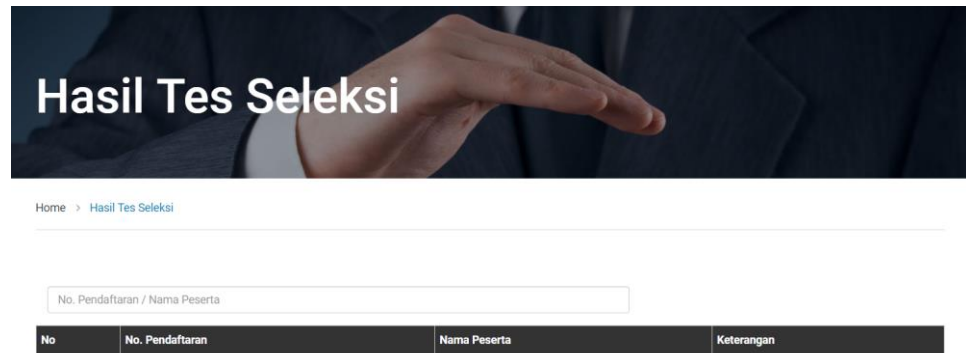 Hasil Tes Seleksi
Home > Hasil Tes Seleksi
No. Pendaftaran / Nama Peserta
No No. Pendaftaran Nama Peserta Keterangan